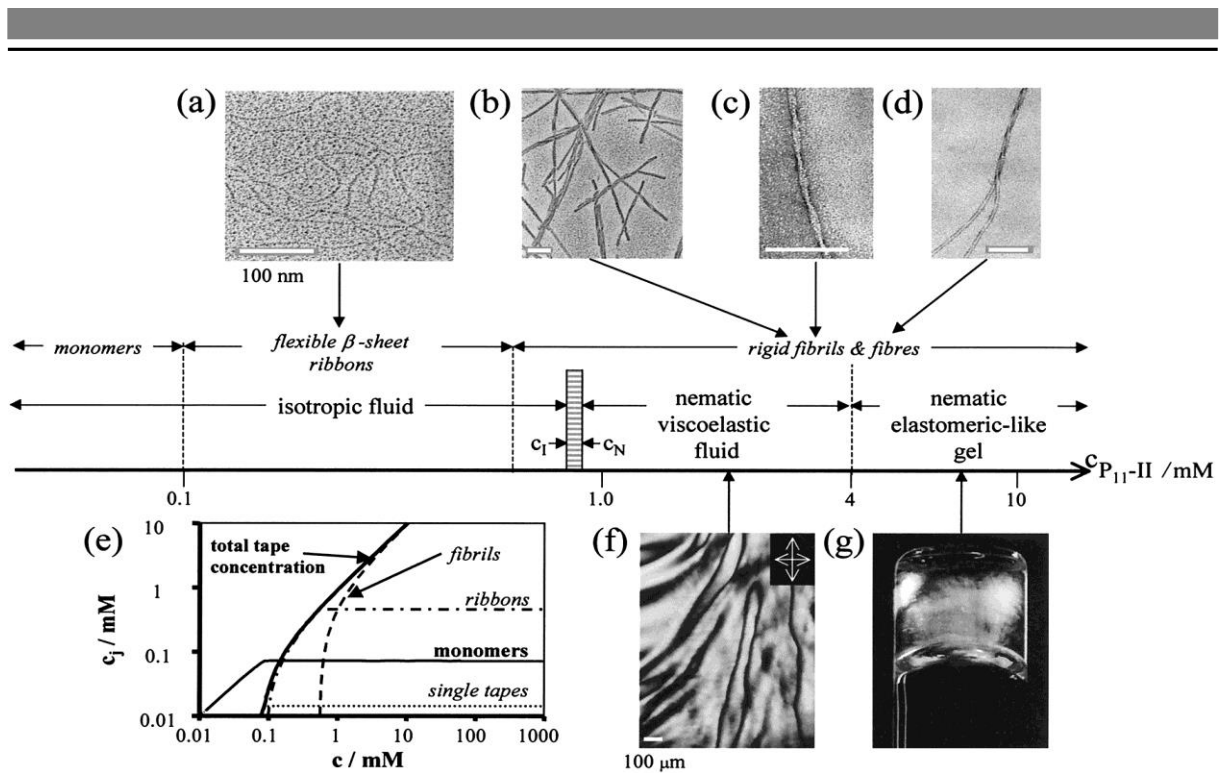 (a)
(b)
(c)
(d)
100 nm
monomers
flexible β-sheet
ribbons
rigid fibrils & fibres
isotropic fluid
nematic
viscoelastic
fluid
nematic
elastomeric-like
gel
c_I
c_N
c_P₁₁-II /mM
0.1
1.0
4
10
(e)
10
1
0.1
0.01
c_j / mM
total tape
concentration
fibrils
ribbons
monomers
single tapes
0.01
0.1
1
10
100
1000
c / mM
(f)
100 μm
(g)